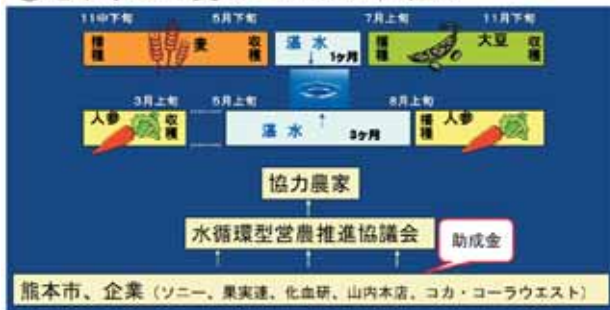 11中下旬 6月下旬 7月上旬 11月下旬
播種 麦 収穫 湛水 1ヶ月 播種 大豆 収穫
3月上旬 5月上旬 8月上旬
人参 収穫 湛水 3ヶ月 播種 人参
協力農家
水循環型営農推進協議会
助成金
熊本市、企業（ソニー、果実連、化血研、山内本店、コカ・コーラウエスト）